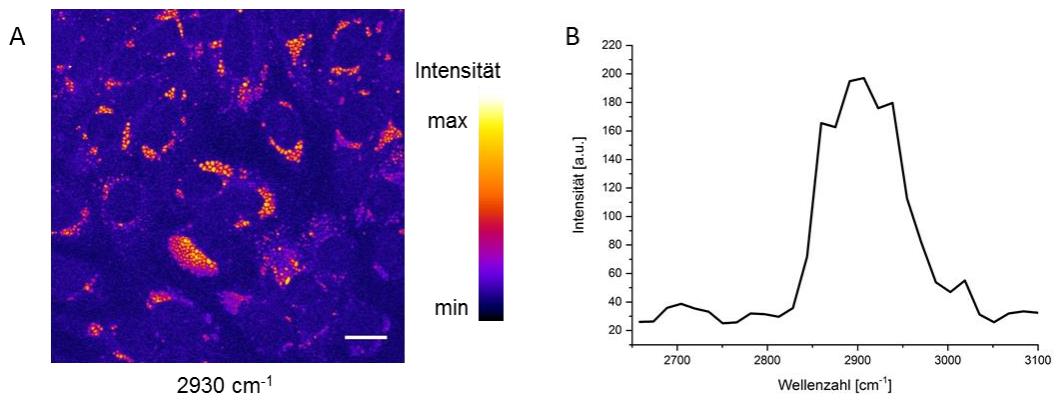 A
Intensität
max
min
2930 cm⁻¹
B
220
200
180
160
140
120
100
80
60
40
20
Intensität [a.u.]
2700 2800 2900 3000 3100
Wellenzahl [cm⁻¹]